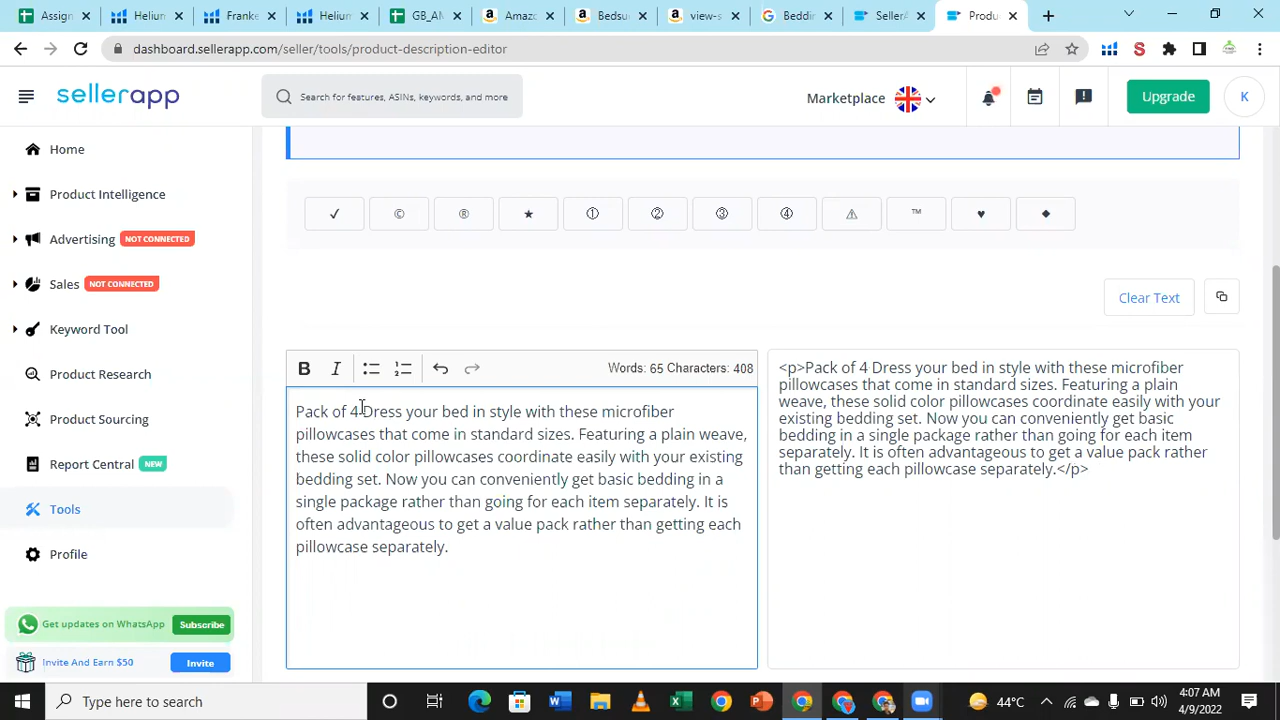 Assign
Helium
Franke
Helium
GB_AM
Amazo
Bedsu
view-s
Beddin
SellerA
Produ
dashboard.sellerapp.com/seller/tools/product-description-editor
sellerapp
Search for features, ASINs, keywords, and more
Marketplace
Upgrade
K
Home
Product Intelligence
Advertising NOT CONNECTED
Sales NOT CONNECTED
Keyword Tool
Product Research
Product Sourcing
Report Central NEW
Tools
Profile
Get updates on WhatsApp Subscribe
Invite And Earn $50 Invite
✓ © ® ★ ① ② ③ ④ ⚠ ™ ♥ ◆
Clear Text
B I
Words: 65 Characters: 408
Pack of 4 Dress your bed in style with these microfiber
pillowcases that come in standard sizes. Featuring a plain weave,
these solid color pillowcases coordinate easily with your existing
bedding set. Now you can conveniently get basic bedding in a
single package rather than going for each item separately. It is
often advantageous to get a value pack rather than getting each
pillowcase separately.
<p>Pack of 4 Dress your bed in style with these microfiber
pillowcases that come in standard sizes. Featuring a plain
weave, these solid color pillowcases coordinate easily with your
existing bedding set. Now you can conveniently get basic
bedding in a single package rather than going for each item
separately. It is often advantageous to get a value pack rather
than getting each pillowcase separately.</p>
Type here to search
44°C
4:07 AM
4/9/2022